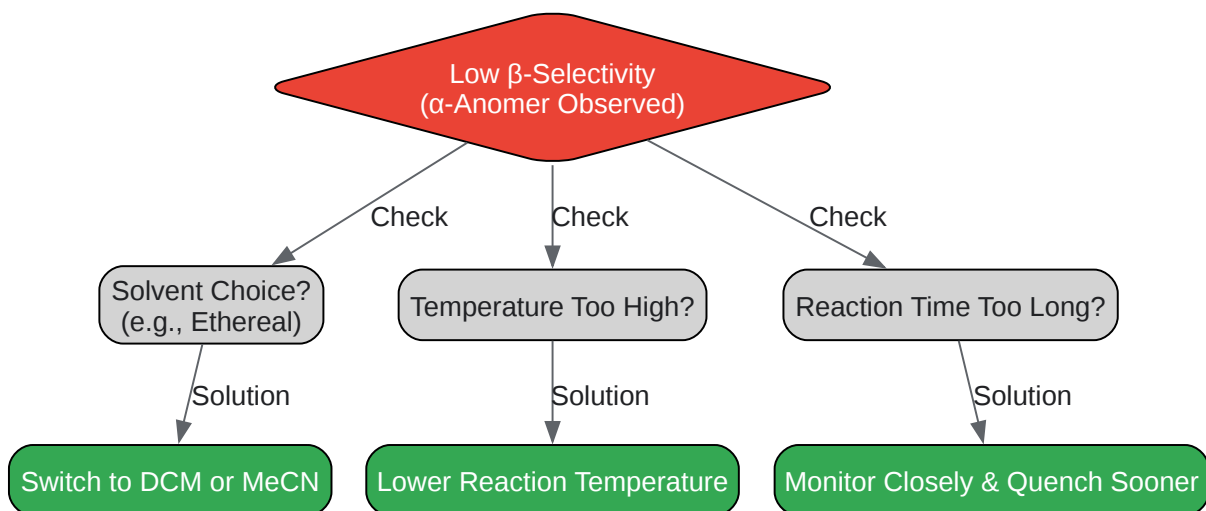 Low β-Selectivity
(α-Anomer Observed)
Check
Check
Check
Solvent Choice?
(e.g., Ethereal)
Temperature Too High?
Reaction Time Too Long?
Solution
Solution
Solution
Switch to DCM or MeCN
Lower Reaction Temperature
Monitor Closely & Quench Sooner